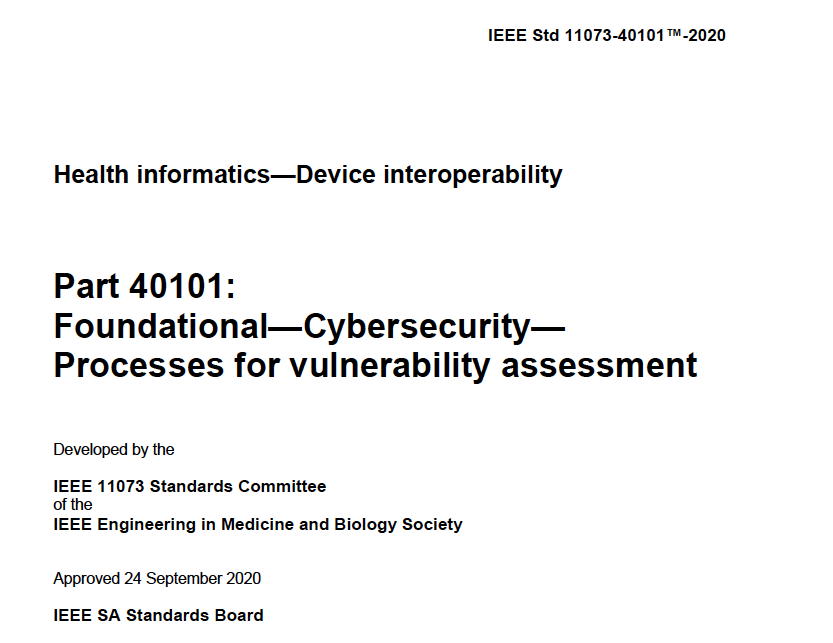 IEEE Std 11073-40101™-2020
Health informatics—Device interoperability
Part 40101:
Foundational—Cybersecurity—
Processes for vulnerability assessment
Developed by the
IEEE 11073 Standards Committee
of the
IEEE Engineering in Medicine and Biology Society
Approved 24 September 2020
IEEE SA Standards Board